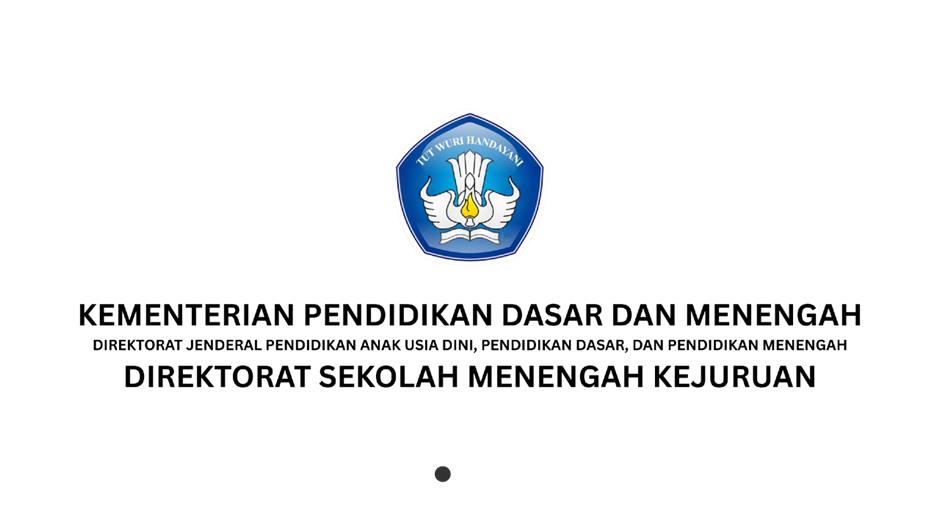 TUT WURI HANDAYANI
KEMENTERIAN PENDIDIKAN DASAR DAN MENENGAH
DIREKTORAT JENDERAL PENDIDIKAN ANAK USIA DINI, PENDIDIKAN DASAR, DAN PENDIDIKAN MENENGAH
DIREKTORAT SEKOLAH MENENGAH KEJURUAN